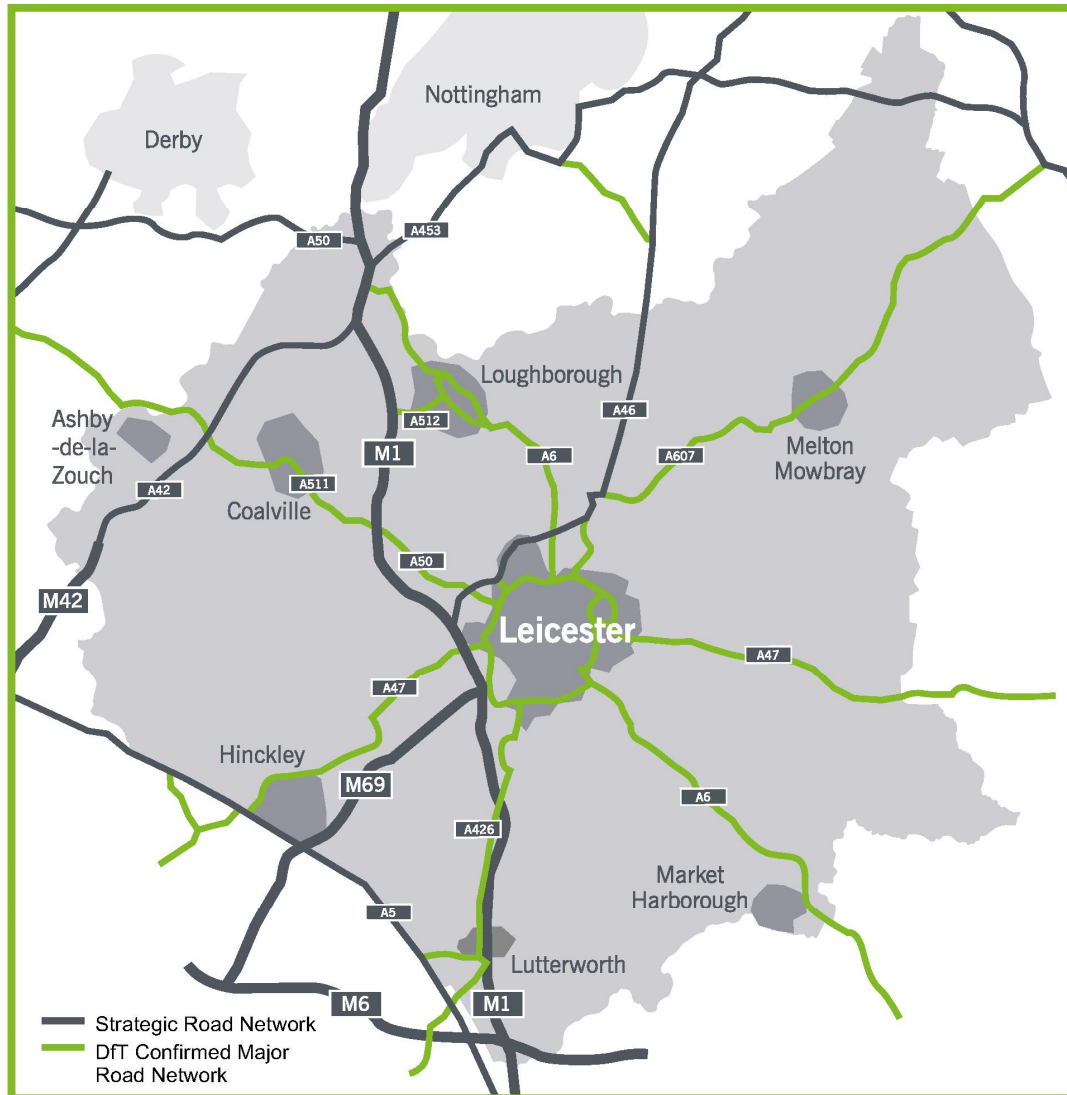 Nottingham
Derby
A453
A50
Loughborough
Ashby
-de-la-
Zouch
A512
A46
M1
A6
A607
Melton
Mowbray
A42
A511
Coalville
A50
M42
Leicester
A47
A47
Hinckley
M69
A6
A426
Market
Harborough
A5
Lutterworth
M6
M1
Strategic Road Network
DfT Confirmed Major
Road Network